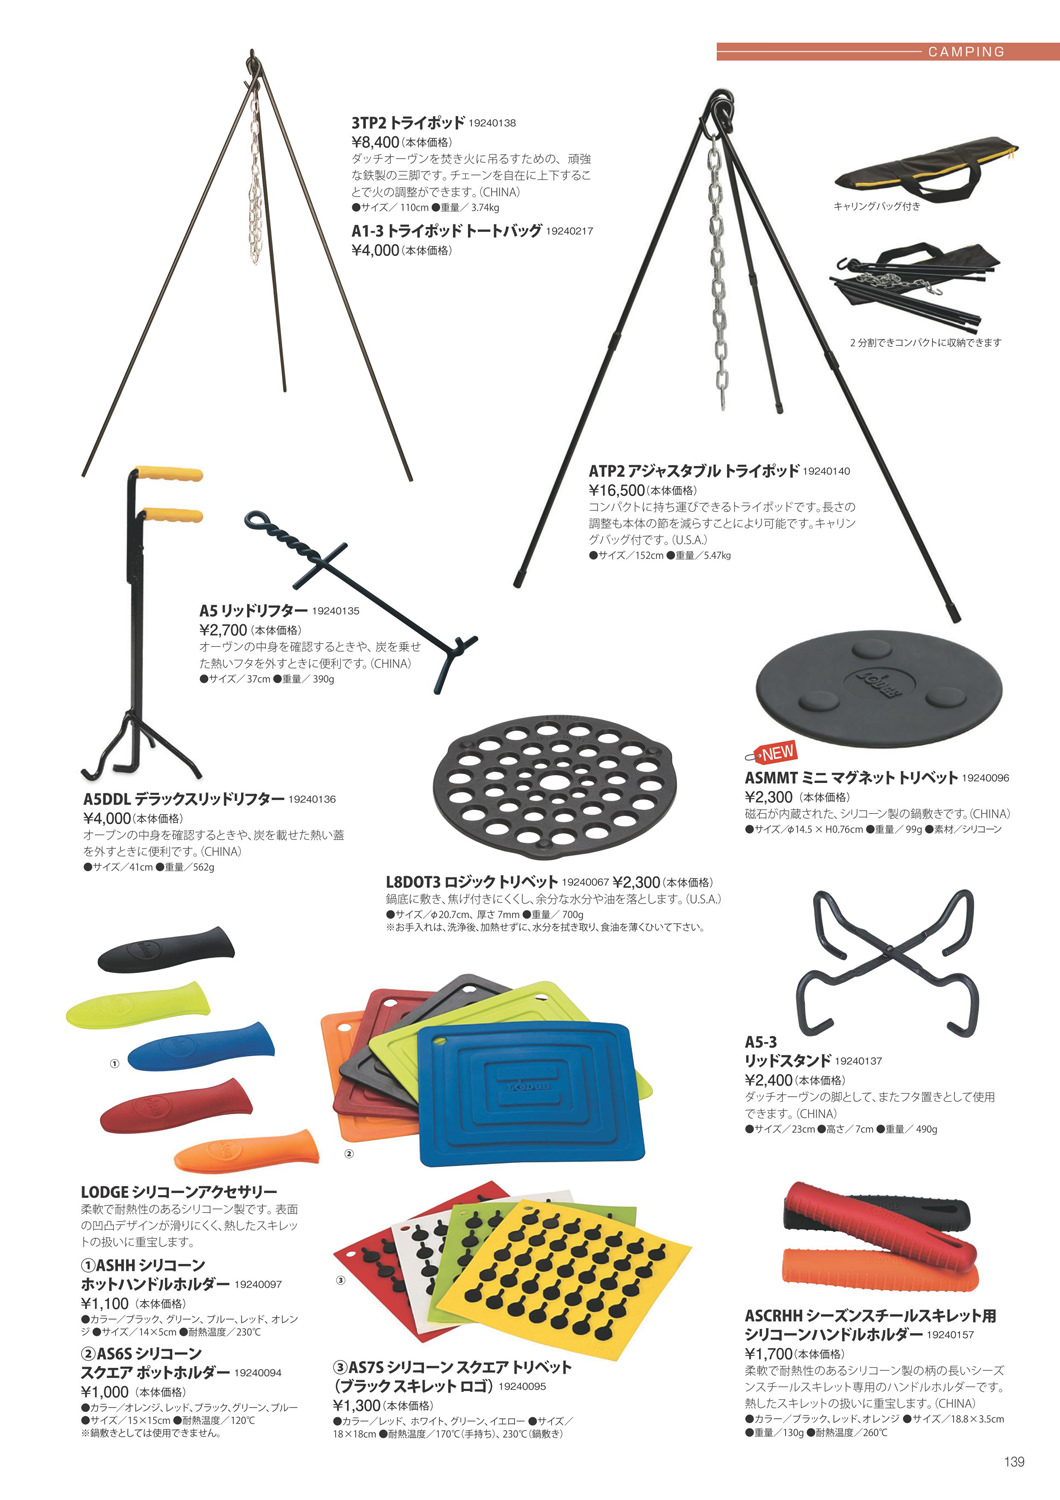 CAMPING
3TP2 トライポッド 19240138
¥8,400(本体価格)
ダッチオーヴンを焚き火に吊るすための、頑強
な鉄製の三脚です。チェーンを自在に上下するこ
とで火の調整ができます。(CHINA)
●サイズ／110cm ●重量／3.74kg
A1-3 トライポッド トートバッグ 19240217
¥4,000(本体価格)
キャリングバッグ付き
2分割できコンパクトに収納できます
ATP2 アジャスタブル トライポッド 19240140
¥16,500(本体価格)
コンパクトに持ち運びできるトライポッドです。長さの
調整も本体の節を減らすことにより可能です。キャリン
グバッグ付です。(U.S.A.)
●サイズ／152cm ●重量／5.47kg
A5 リッドリフター 19240135
¥2,700(本体価格)
オーヴンの中身を確認するときや、炭を乗せ
た熱いフタを外すときに便利です。(CHINA)
●サイズ／37cm ●重量／390g
A5DDL デラックスリッドリフター 19240136
¥4,000(本体価格)
オーブンの中身を確認するときや、炭を載せた熱い蓋
を外すときに便利です。(CHINA)
●サイズ／41cm ●重量／562g
LODGE
NEW
ASMMT ミニ マグネット トリベット 19240096
¥2,300 (本体価格)
磁石が内蔵された、シリコーン製の鍋敷きです。(CHINA)
●サイズ／φ14.5 × H0.76cm ●重量／99g ●素材／シリコーン
L8DOT3 ロジック トリベット 19240067 ¥2,300(本体価格)
鍋底に敷き、焦げ付きにくくし、余分な水分や油を落とします。(U.S.A.)
●サイズ／φ20.7cm、厚さ7mm ●重量／700g
※お手入れは、洗浄後、加熱せずに、水分を拭き取り、食油を薄くひいて下さい。
A5-3
リッドスタンド 19240137
¥2,400(本体価格)
ダッチオーヴンの脚として、またフタ置きとして使用
できます。(CHINA)
●サイズ／23cm ●高さ／7cm ●重量／490g
①
LODGE
②
LODGE シリコーンアクセサリー
柔軟で耐熱性のあるシリコーン製です。表面
の凹凸デザインが滑りにくく、熱したスキレッ
トの扱いに重宝します。
①ASHH シリコーン
ホットハンドルホルダー 19240097
¥1,100 (本体価格)
●カラー／ブラック、グリーン、ブルー、レッド、オレン
ジ ●サイズ／14×5cm ●耐熱温度／230℃
②AS6S シリコーン
スクエア ポットホルダー 19240094
¥1,000 (本体価格)
●カラー／オレンジ、レッド、ブラック、グリーン、ブルー
●サイズ／15×15cm ●耐熱温度／120℃
※鍋敷きとしては使用できません。
③
③AS7S シリコーン スクエア トリベット
（ブラック スキレット ロゴ） 19240095
¥1,300(本体価格)
●カラー／レッド、ホワイト、グリーン、イエロー ●サイズ／
18×18cm ●耐熱温度／170℃(手持ち)、230℃(鍋敷き)
ASCRHH シーズンスチールスキレット用
シリコーンハンドルホルダー 19240157
¥1,700(本体価格)
柔軟で耐熱性のあるシリコーン製の柄の長いシーズ
ンスチールスキレット専用のハンドルホルダーです。
熱したスキレットの扱いに重宝します。(CHINA)
●カラー／ブラック、レッド、オレンジ ●サイズ／18.8×3.5cm
●重量／130g ●耐熱温度／260℃
139